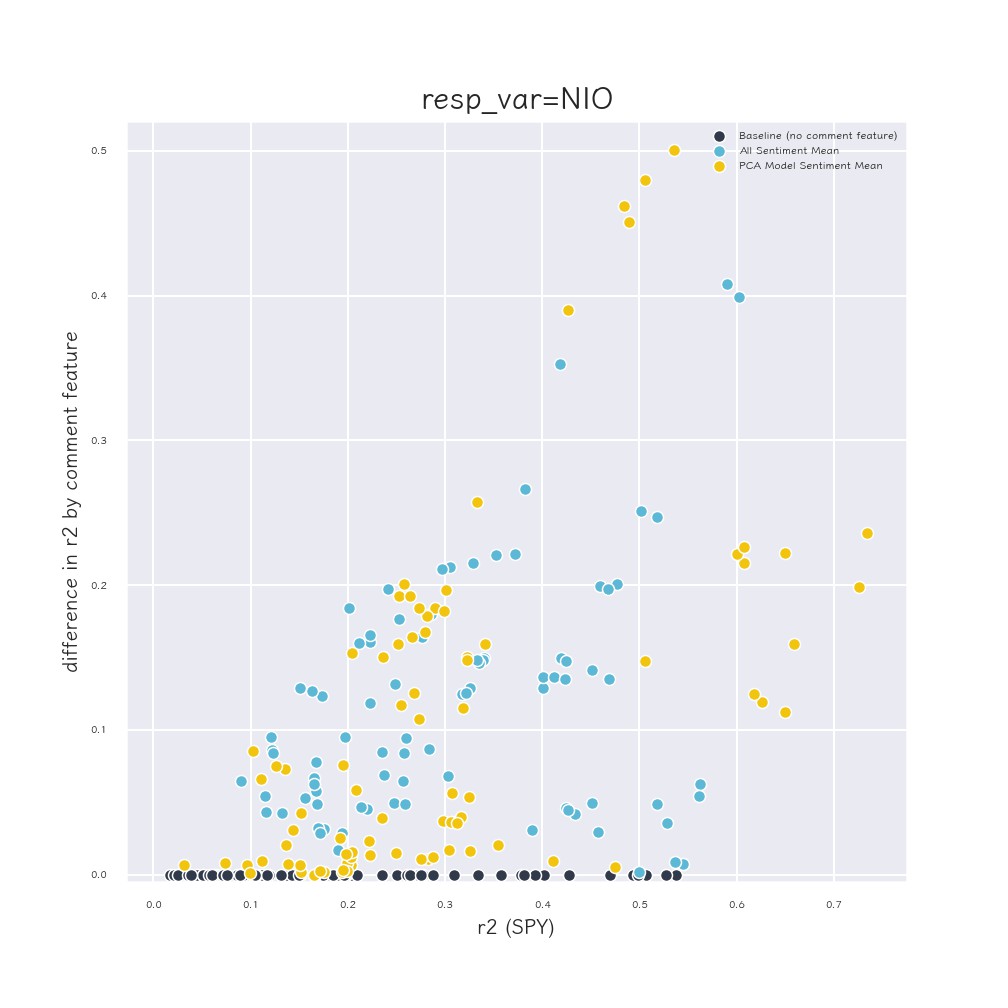 resp_var=NIO
Baseline (no comment feature)
All Sentiment Mean
PCA Model Sentiment Mean
difference in r2 by comment feature
0.5
0.4
0.3
0.2
0.1
0.0
0.0 0.1 0.2 0.3 0.4 0.5 0.6 0.7
r2 (SPY)